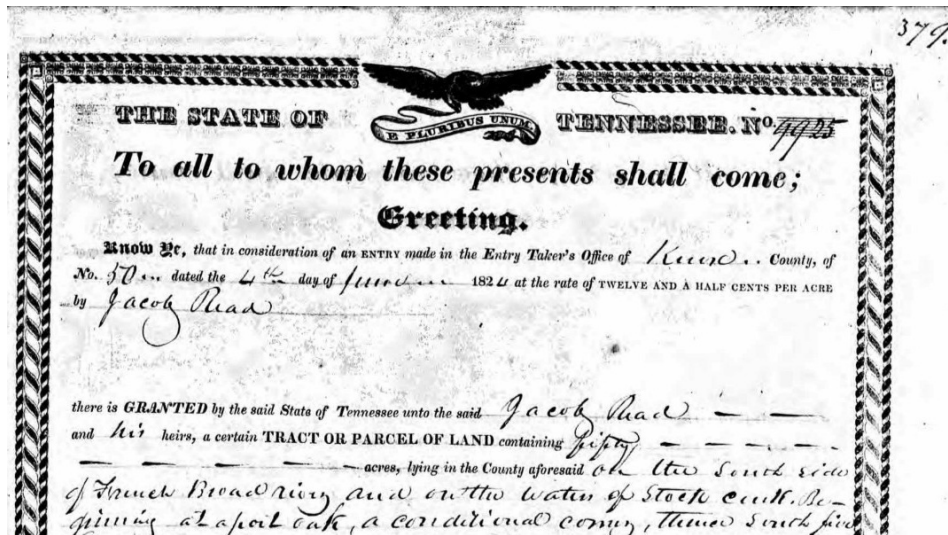 379.
E PLURIBUS UNUM
THE STATE OF TENNESSEE. No. 9925
To all to whom these presents shall come;
Greeting.
Know Ye, that in consideration of an ENTRY made in the Entry Taker's Office of Knox County, of
No. 50 dated the 4th day of June 1824 at the rate of TWELVE AND A HALF CENTS PER ACRE
by Jacob Read
there is GRANTED by the said State of Tennessee unto the said Jacob Read — —
and his heirs, a certain TRACT OR PARCEL OF LAND containing fifty — — — — —
— — — — — — acres, lying in the County aforesaid on the South side
of French Broad river and on the waters of Stock creek. Be-
ginning at a post oak, a conditional corner, thence South five